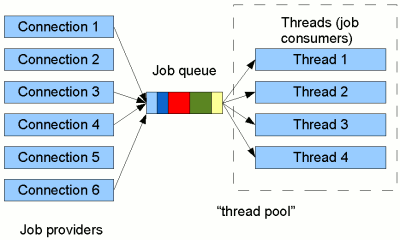 Connection 1
Connection 2
Connection 3
Connection 4
Connection 5
Connection 6
Job providers
Job queue
Threads (job
consumers)
Thread 1
Thread 2
Thread 3
Thread 4
“thread pool”